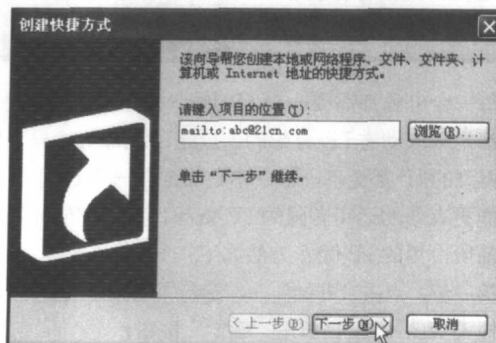 创建快捷方式
该向导帮您创建本地或网络程序、文件、文件夹、计
算机或 Internet 地址的快捷方式。
请键入项目的位置(T):
mailto:abc@21cn.com
浏览(R)...
单击“下一步”继续。
<上一步(B)
下一步(N)>
取消